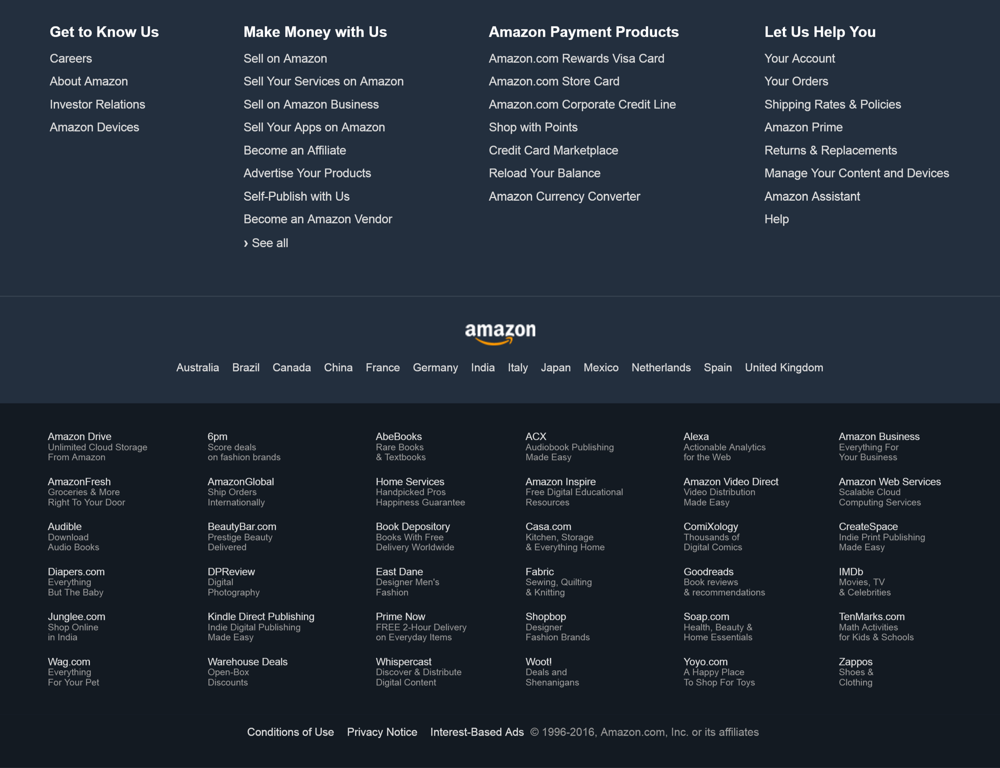 Get to Know Us
Careers
About Amazon
Investor Relations
Amazon Devices
Make Money with Us
Sell on Amazon
Sell Your Services on Amazon
Sell on Amazon Business
Sell Your Apps on Amazon
Become an Affiliate
Advertise Your Products
Self-Publish with Us
Become an Amazon Vendor
› See all
Amazon Payment Products
Amazon.com Rewards Visa Card
Amazon.com Store Card
Amazon.com Corporate Credit Line
Shop with Points
Credit Card Marketplace
Reload Your Balance
Amazon Currency Converter
Let Us Help You
Your Account
Your Orders
Shipping Rates & Policies
Amazon Prime
Returns & Replacements
Manage Your Content and Devices
Amazon Assistant
Help
amazon
Australia Brazil Canada China France Germany India Italy Japan Mexico Netherlands Spain United Kingdom
Amazon Drive
Unlimited Cloud Storage
From Amazon
6pm
Score deals
on fashion brands
AbeBooks
Rare Books
& Textbooks
ACX
Audiobook Publishing
Made Easy
Alexa
Actionable Analytics
for the Web
Amazon Business
Everything For
Your Business
AmazonFresh
Groceries & More
Right To Your Door
AmazonGlobal
Ship Orders
Internationally
Home Services
Handpicked Pros
Happiness Guarantee
Amazon Inspire
Free Digital Educational
Resources
Amazon Video Direct
Video Distribution
Made Easy
Amazon Web Services
Scalable Cloud
Computing Services
Audible
Download
Audio Books
BeautyBar.com
Prestige Beauty
Delivered
Book Depository
Books With Free
Delivery Worldwide
Casa.com
Kitchen, Storage
& Everything Home
ComiXology
Thousands of
Digital Comics
CreateSpace
Indie Print Publishing
Made Easy
Diapers.com
Everything
But The Baby
DPReview
Digital
Photography
East Dane
Designer Men's
Fashion
Fabric
Sewing, Quilting
& Knitting
Goodreads
Book reviews
& recommendations
IMDb
Movies, TV
& Celebrities
Junglee.com
Shop Online
in India
Kindle Direct Publishing
Indie Digital Publishing
Made Easy
Prime Now
FREE 2-Hour Delivery
on Everyday Items
Shopbop
Designer
Fashion Brands
Soap.com
Health, Beauty &
Home Essentials
TenMarks.com
Math Activities
for Kids & Schools
Wag.com
Everything
For Your Pet
Warehouse Deals
Open-Box
Discounts
Whispercast
Discover & Distribute
Digital Content
Woot!
Deals and
Shenanigans
Yoyo.com
A Happy Place
To Shop For Toys
Zappos
Shoes &
Clothing
Conditions of Use Privacy Notice Interest-Based Ads © 1996-2016, Amazon.com, Inc. or its affiliates